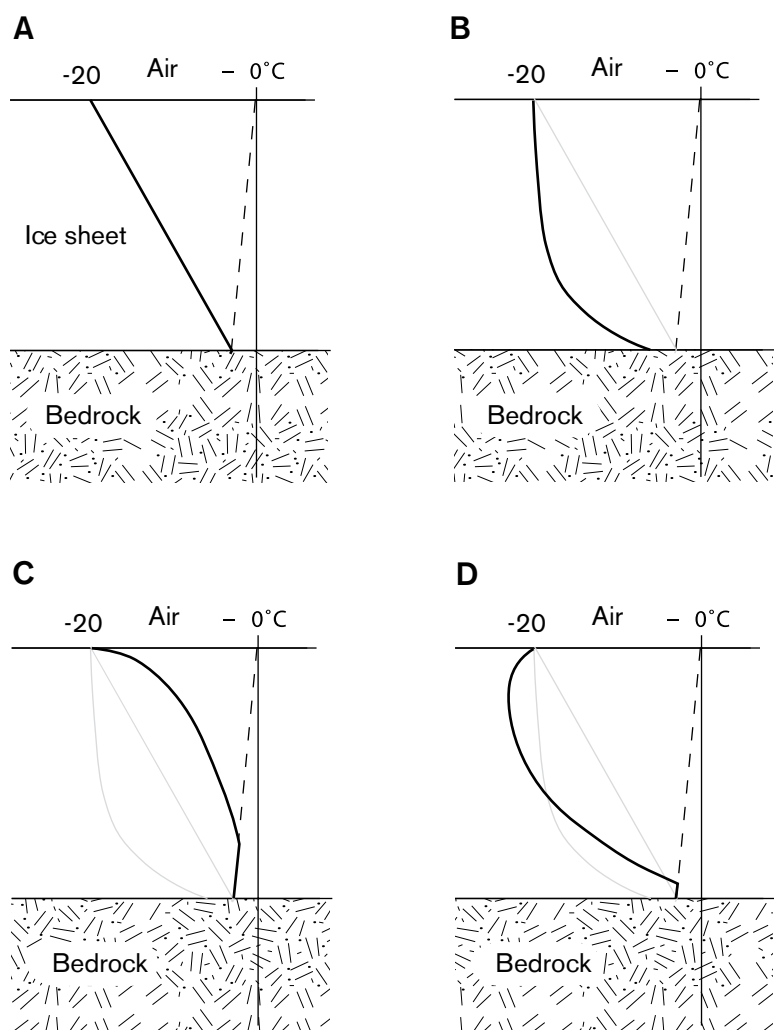 A
-20 Air – 0°C
Ice sheet
Bedrock
B
-20 Air – 0°C
Bedrock
C
-20 Air – 0°C
Bedrock
D
-20 Air – 0°C
Bedrock